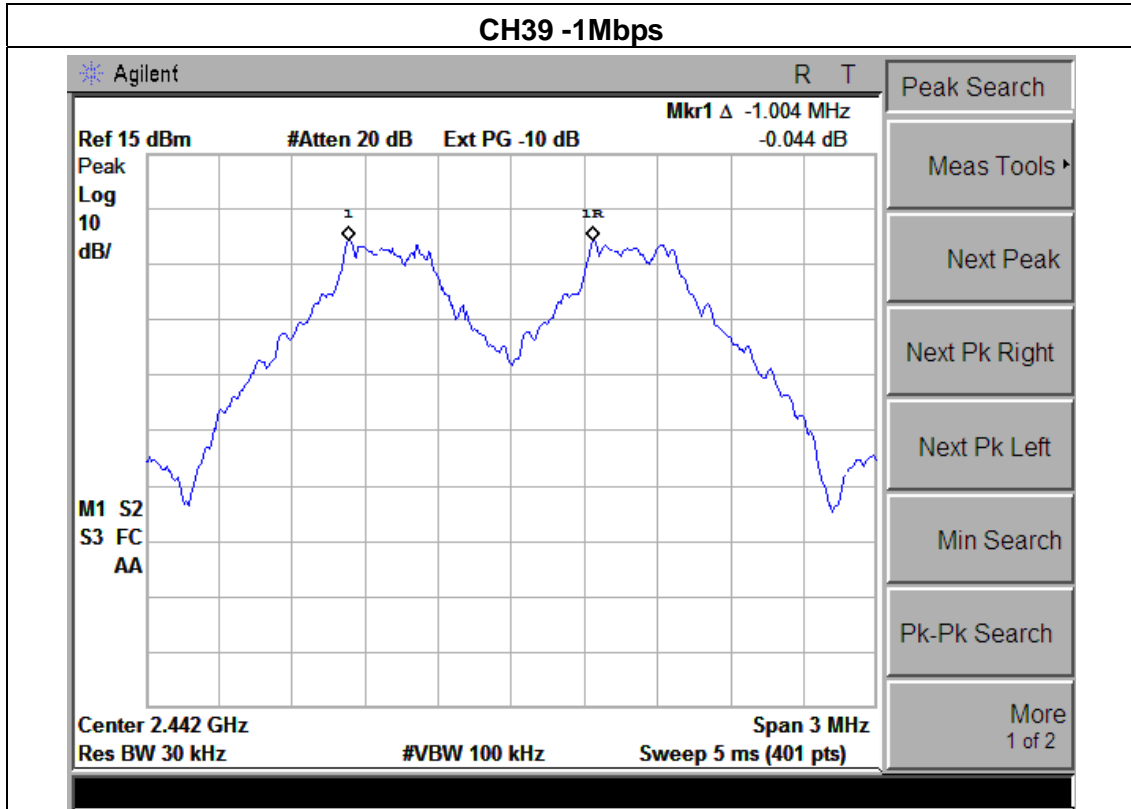 CH39 -1Mbps
Agilent R T
Mkr1 Δ -1.004 MHz
Ref 15 dBm #Atten 20 dB Ext PG -10 dB -0.044 dB
Peak
Log
10
dB/
1 1R
M1 S2
S3 FC
AA
Center 2.442 GHz Span 3 MHz
Res BW 30 kHz #VBW 100 kHz Sweep 5 ms (401 pts)
Peak Search
Meas Tools
Next Peak
Next Pk Right
Next Pk Left
Min Search
Pk-Pk Search
More
1 of 2